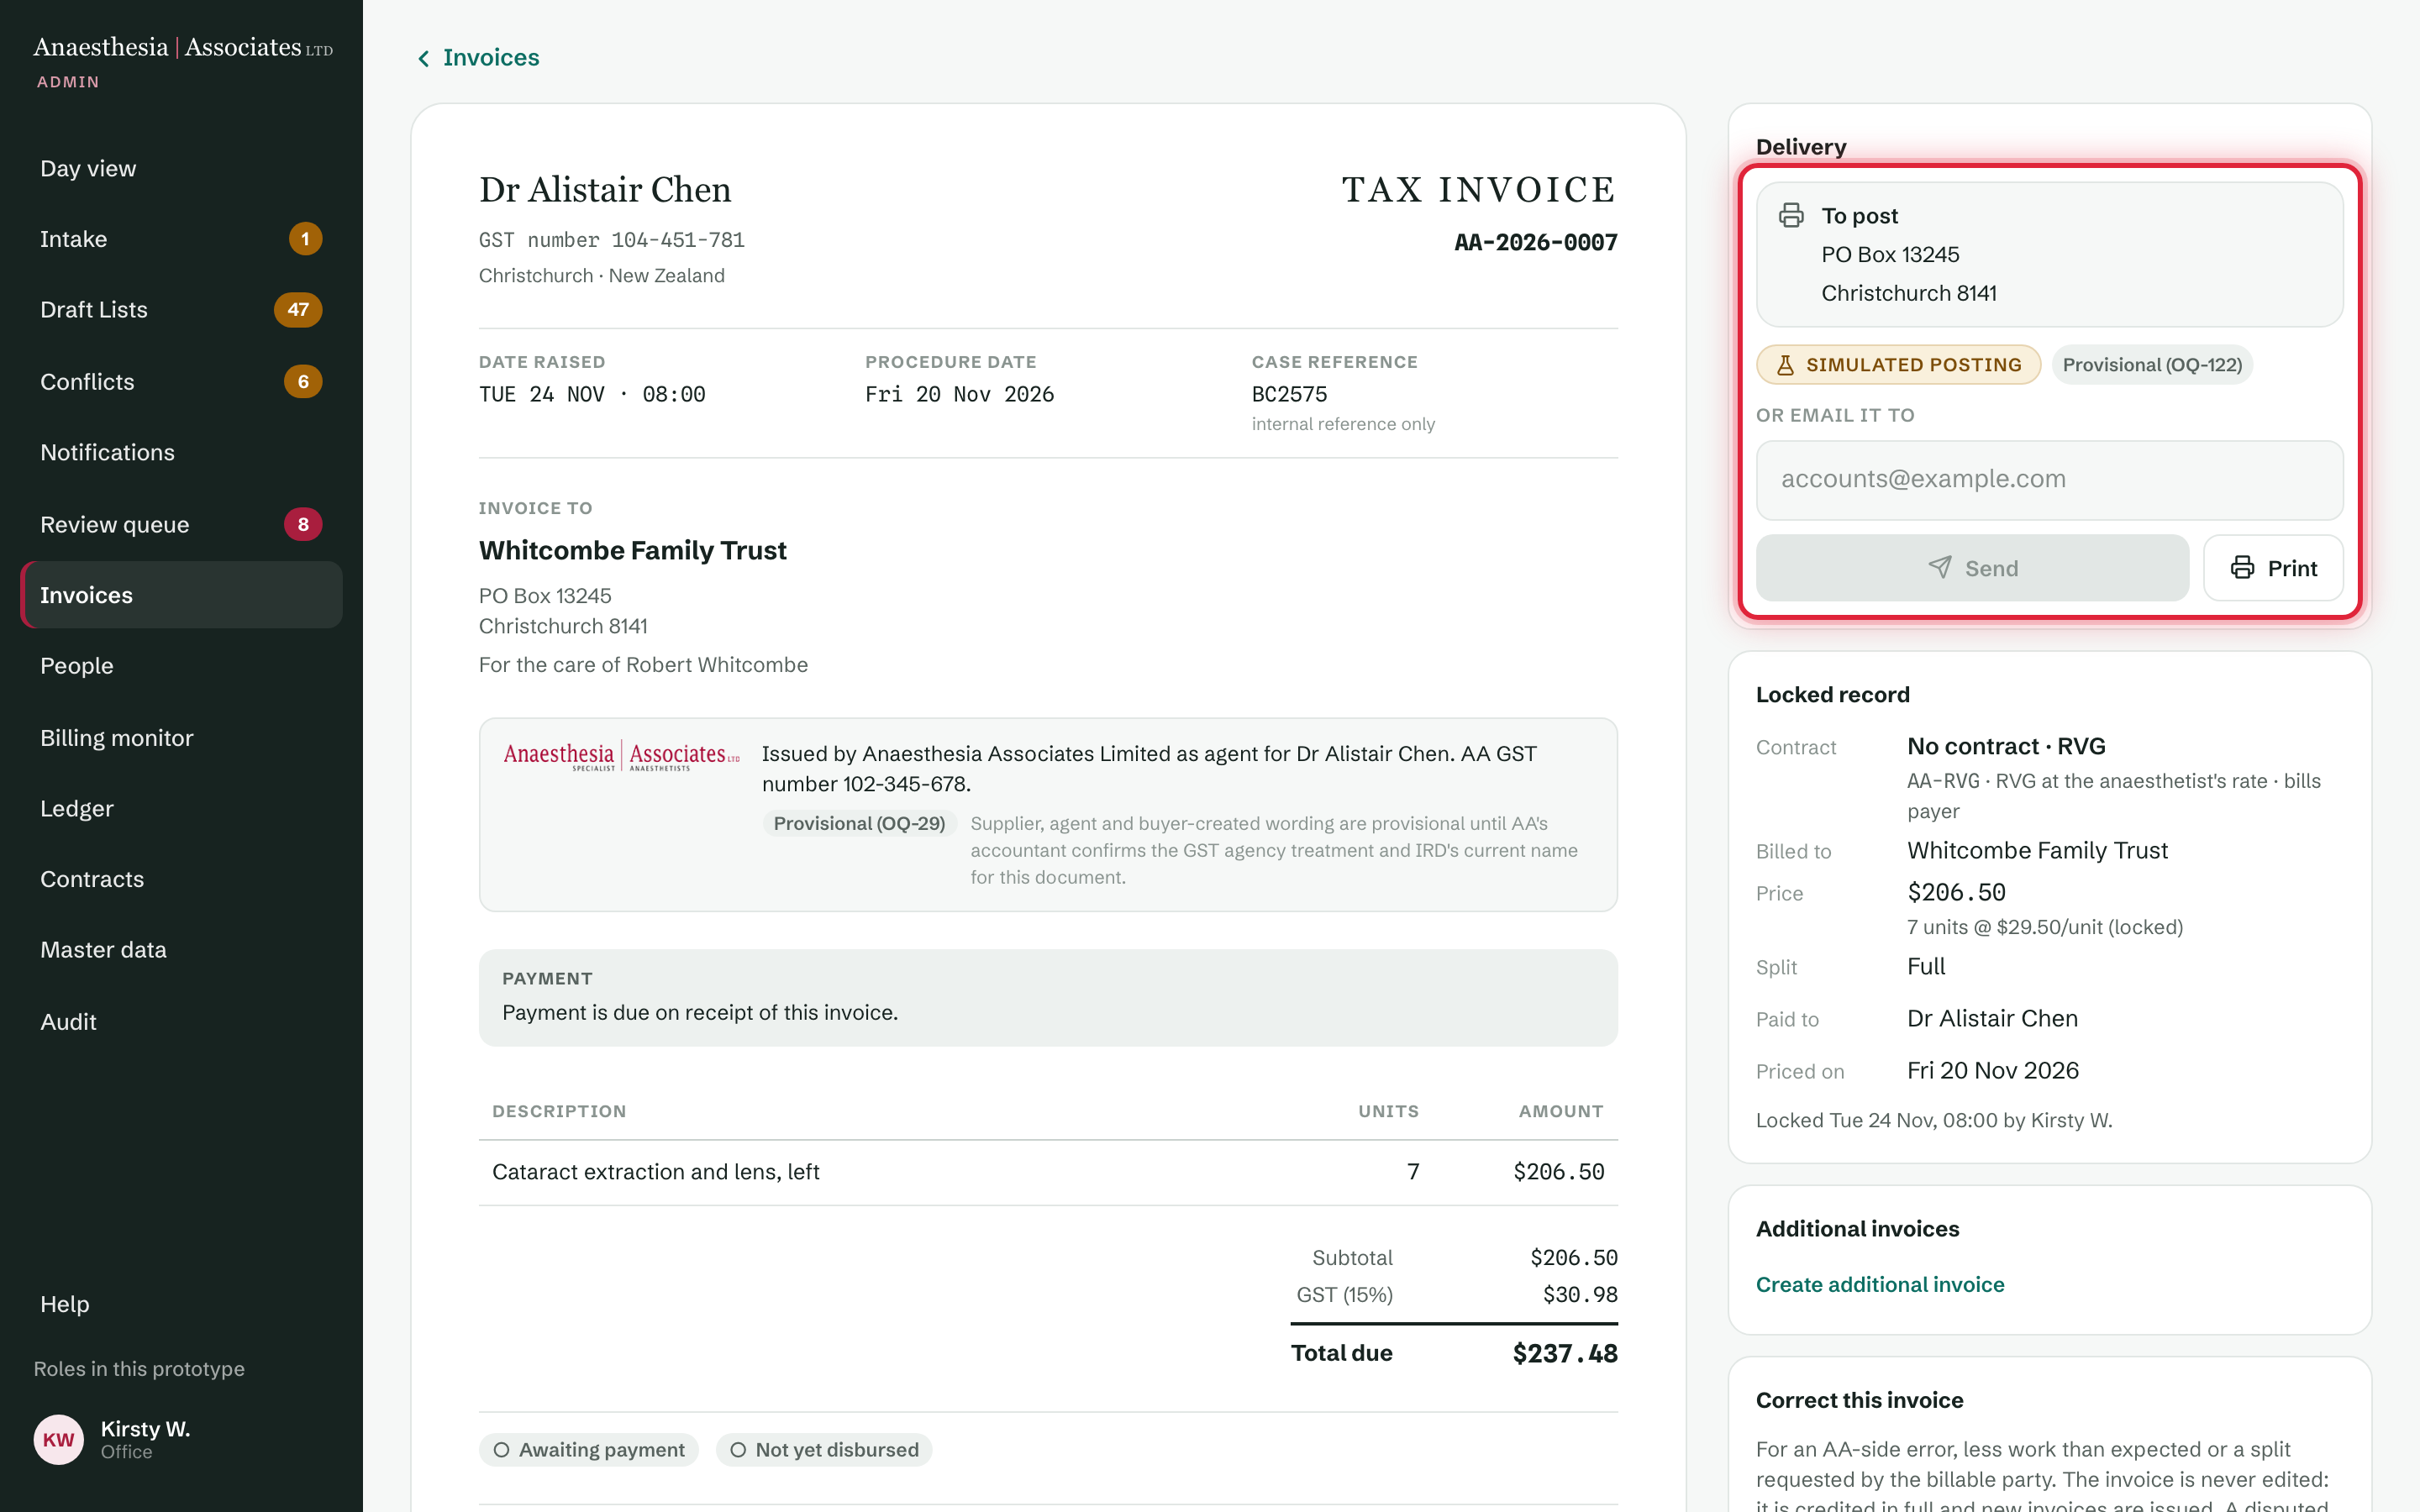 Anaesthesia | Associates LTD
ADMIN
Day view
Intake 1
Draft Lists 47
Conflicts 6
Notifications
Review queue 8
Invoices
People
Billing monitor
Ledger
Contracts
Master data
Audit
Help
Roles in this prototype
KW
Kirsty W.
Office
Invoices
Dr Alistair Chen
GST number 104-451-781
Christchurch · New Zealand
TAX INVOICE
AA-2026-0007
DATE RAISED
TUE 24 NOV · 08:00
PROCEDURE DATE
Fri 20 Nov 2026
CASE REFERENCE
BC2575
internal reference only
INVOICE TO
Whitcombe Family Trust
PO Box 13245
Christchurch 8141
For the care of Robert Whitcombe
Anaesthesia | Associates LTD
SPECIALIST ANAESTHETISTS
Issued by Anaesthesia Associates Limited as agent for Dr Alistair Chen. AA GST
number 102-345-678.
Provisional (OQ-29)
Supplier, agent and buyer-created wording are provisional until AA's
accountant confirms the GST agency treatment and IRD's current name
for this document.
PAYMENT
Payment is due on receipt of this invoice.
DESCRIPTION UNITS AMOUNT
Cataract extraction and lens, left 7 $206.50
Subtotal $206.50
GST (15%) $30.98
Total due $237.48
Awaiting payment
Not yet disbursed
Delivery
To post
PO Box 13245
Christchurch 8141
SIMULATED POSTING
Provisional (OQ-122)
OR EMAIL IT TO
accounts@example.com
Send
Print
Locked record
Contract No contract · RVG
AA-RVG · RVG at the anaesthetist's rate · bills
payer
Billed to Whitcombe Family Trust
Price $206.50
7 units @ $29.50/unit (locked)
Split Full
Paid to Dr Alistair Chen
Priced on Fri 20 Nov 2026
Locked Tue 24 Nov, 08:00 by Kirsty W.
Additional invoices
Create additional invoice
Correct this invoice
For an AA-side error, less work than expected or a split
requested by the billable party. The invoice is never edited:
it is credited in full and new invoices are issued. A disputed